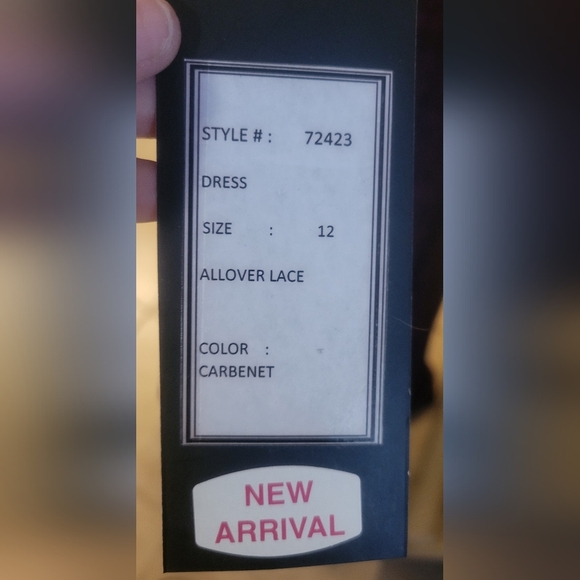 STYLE # : 72423
DRESS
SIZE : 12
ALLOVER LACE
COLOR :
CARBENET
NEW
ARRIVAL